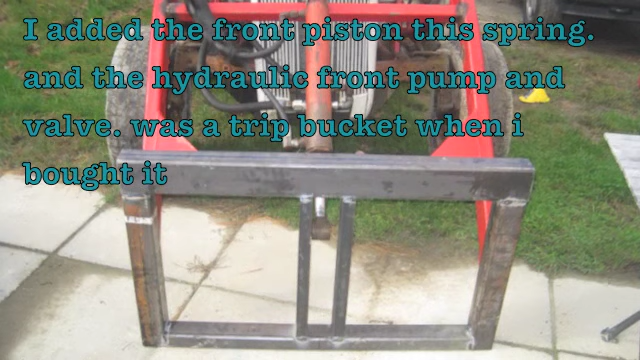 I added the front piston this spring.
and the hydraulic front pump and
valve. was a trip bucket when i
bought it